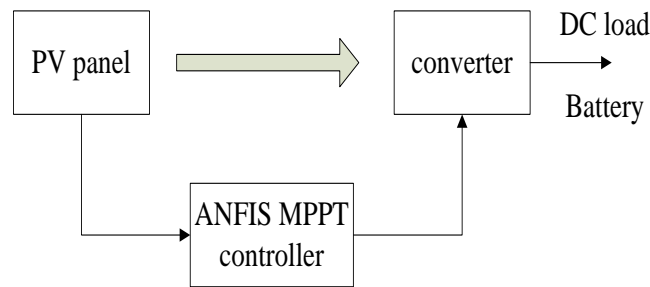 PV panel
converter
DC load
Battery
ANFIS MPPT
controller